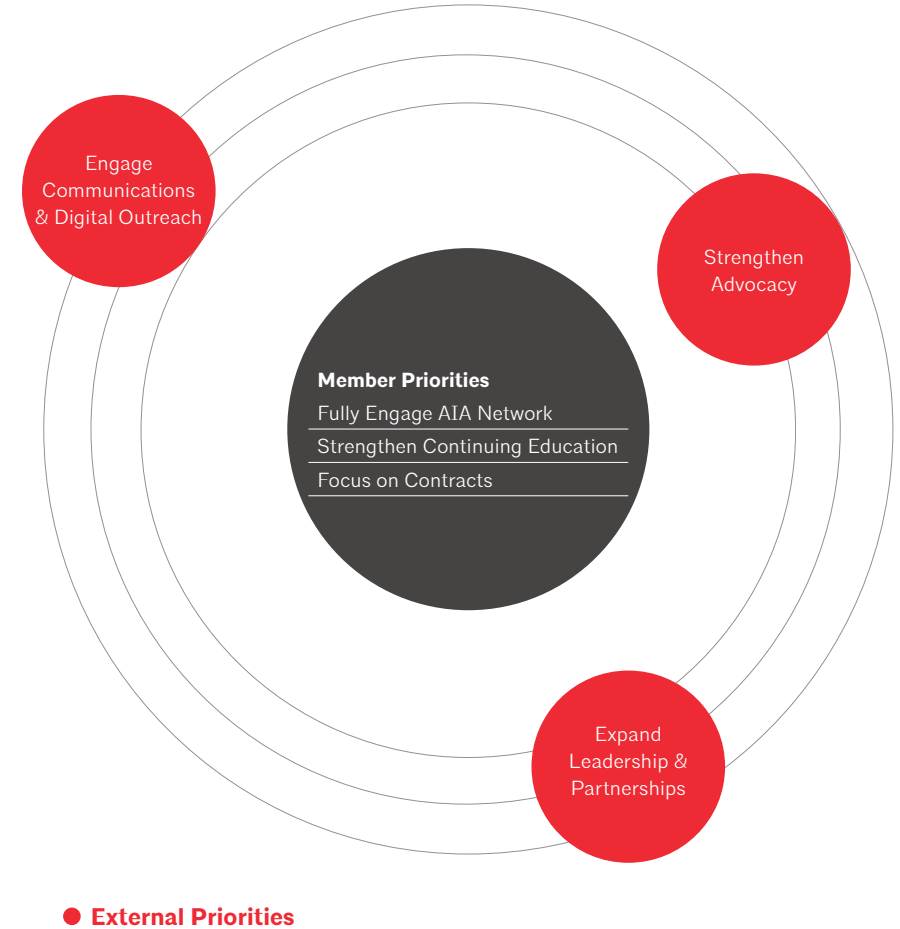 Engage
Communications
& Digital Outreach
Strengthen
Advocacy
Member Priorities
Fully Engage AIA Network
Strengthen Continuing Education
Focus on Contracts
Expand
Leadership &
Partnerships
External Priorities